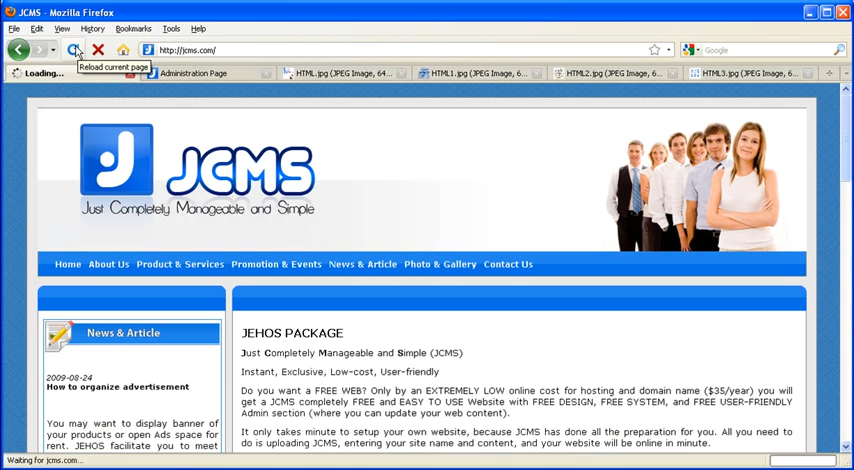 JCMS - Mozilla Firefox
File Edit View History Bookmarks Tools Help
http://jcms.com/
Google
Reload current page
Loading...
Administration Page
HTML.jpg (JPEG Image, 64...
HTML1.jpg (JPEG Image, 6...
HTML2.jpg (JPEG Image, 6...
HTML3.jpg (JPEG Image, 6...
JCMS
Just Completely Manageable and Simple
Home About Us Product & Services Promotion & Events News & Article Photo & Gallery Contact Us
News & Article
2009-08-24
How to organize advertisement
You may want to display banner of
your products or open Ads space for
rent. JEHOS facilitate you to meet
JEHOS PACKAGE
Just Completely Manageable and Simple (JCMS)
Instant, Exclusive, Low-cost, User-friendly
Do you want a FREE WEB? Only by an EXTREMELY LOW online cost for hosting and domain name ($35/year) you will
get a JCMS completely FREE and EASY TO USE Website with FREE DESIGN, FREE SYSTEM, and FREE USER-FRIENDLY
Admin section (where you can update your web content).
It only takes minute to setup your own website, because JCMS has done all the preparation for you. All you need to
do is uploading JCMS, entering your site name and content, and your website will be online in minute.
Waiting for jcms.com...